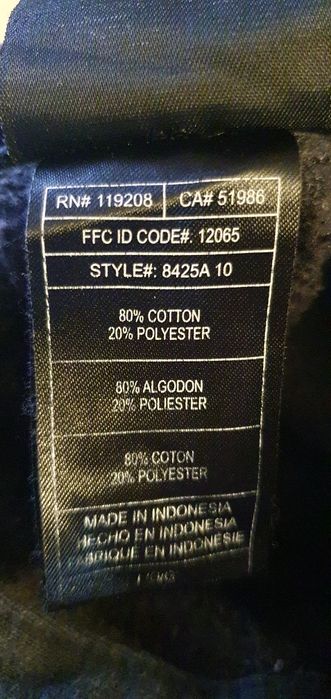 RN# 119208 CA# 51986
FFC ID CODE#: 12065
STYLE#: 8425A 10
80% COTTON
20% POLYESTER
80% ALGODON
20% POLIESTER
80% COTON
20% POLYESTER
MADE IN INDONESIA
HECHO EN INDONESIA
FABRIQUE EN INDONESIE